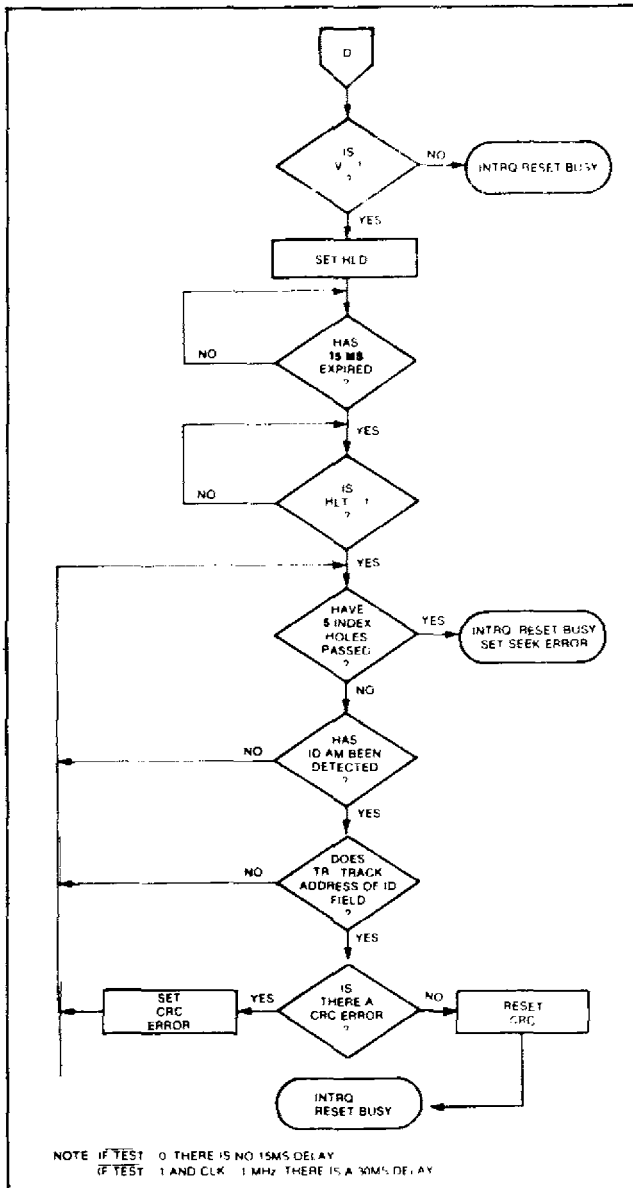 D
IS
V 1
?
NO
INTRQ RESET BUSY
YES
SET HLD
HAS
15 MS
EXPIRED
?
NO
YES
IS
HLT 1
?
NO
YES
HAVE
5 INDEX
HOLES
PASSED
?
YES
INTRQ RESET BUSY
SET SEEK ERROR
NO
HAS
ID AM BEEN
DETECTED
?
NO
YES
DOES
TR TRACK
ADDRESS OF ID
FIELD
?
NO
YES
IS
THERE A
CRC ERROR
?
YES
SET
CRC
ERROR
NO
RESET
CRC
INTRQ
RESET BUSY
NOTE IF TEST 0 THERE IS NO 15MS DELAY
IF TEST 1 AND CLK 1 MHz THERE IS A 30MS DELAY